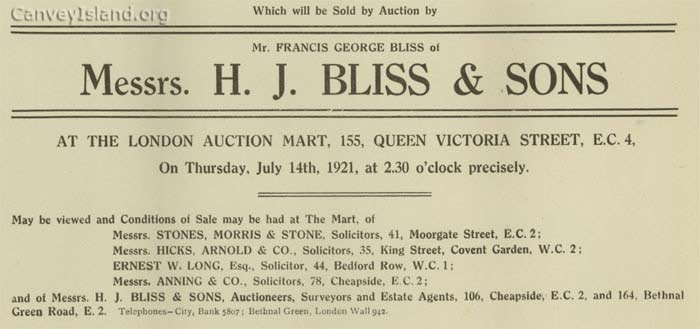 CanveyIsland.org
Which will be Sold by Auction by
Mr. FRANCIS GEORGE BLISS of
Messrs. H. J. BLISS & SONS
AT THE LONDON AUCTION MART, 155, QUEEN VICTORIA STREET, E.C. 4,
On Thursday, July 14th, 1921, at 2.30 o'clock precisely.
May be viewed and Conditions of Sale may be had at The Mart, of
Messrs. STONES, MORRIS & STONE, Solicitors, 41, Moorgate Street, E.C. 2;
Messrs. HICKS, ARNOLD & CO., Solicitors, 35, King Street, Covent Garden, W.C. 2;
ERNEST W. LONG, Esq., Solicitor, 44, Bedford Row, W.C. 1;
Messrs. ANNING & CO., Solicitors, 78, Cheapside, E.C. 2;
and of Messrs. H. J. BLISS & SONS, Auctioneers, Surveyors and Estate Agents, 106, Cheapside, E.C. 2, and 164, Bethnal
Green Road, E. 2. Telephones—City, Bank 5807; Bethnal Green, London Wall 942.